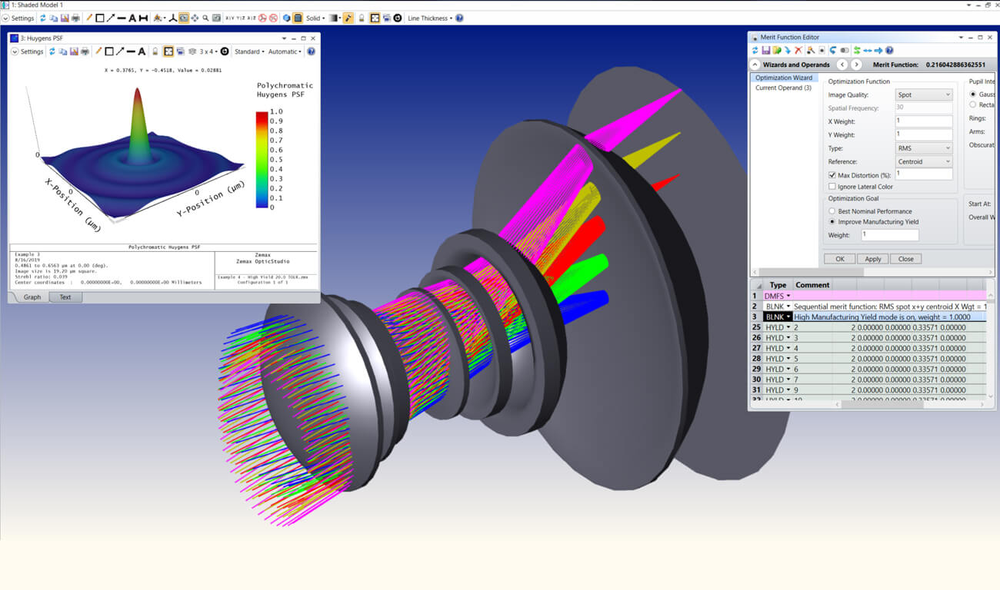 1: Shaded Model 1
Settings
Solid
Line Thickness
3: Huygens PSF
Settings
3 x 4
Standard
Automatic
X = 0.3765, Y = -0.4518, Value = 0.02881
Polychromatic
Huygens PSF
1.0
0.9
0.8
0.7
0.6
0.5
0.4
0.3
0.2
0.1
0
0
0
0
X-Position (µm)
Y-Position (µm)
Polychromatic Huygens PSF
Example 3
8/16/2019
0.4861 to 0.6563 µm at 0.00 (deg).
Image size is 19.20 µm square.
Strehl ratio: 0.039
Center coordinates : 0.00000000E+00, 0.00000000E+00 Millimeters
Zemax
Zemax OpticStudio
Example 4 - High Yield 20.0 TOLR.zmx
Configuration 1 of 1
Graph
Text
Merit Function Editor
Wizards and Operands
Merit Function: 0.216042886362551
Optimization Wizard
Current Operand (3)
Optimization Function
Image Quality: Spot
Spatial Frequency: 30
X Weight: 1
Y Weight: 1
Type: RMS
Reference: Centroid
Max Distortion (%): 1
Ignore Lateral Color
Optimization Goal
Best Nominal Performance
Improve Manufacturing Yield
Weight: 1
Pupil Inte
Gauss
Recta
Rings:
Arms:
Obscurat
Start At:
Overall W
OK
Apply
Close
Type Comment
1 DMFS
2 BLNK Sequential merit function: RMS spot x+y centroid X Wgt = 1
3 BLNK High Manufacturing Yield mode is on, weight = 1.0000
25 HYLD 2 2 0.00000 0.00000 0.33571 0.00000
26 HYLD 3 2 0.00000 0.00000 0.33571 0.00000
27 HYLD 4 2 0.00000 0.00000 0.33571 0.00000
28 HYLD 5 2 0.00000 0.00000 0.33571 0.00000
29 HYLD 6 2 0.00000 0.00000 0.33571 0.00000
30 HYLD 7 2 0.00000 0.00000 0.33571 0.00000
31 HYLD 9 2 0.00000 0.00000 0.33571 0.00000
32 HYLD 10 2 0.00000 0.00000 0.33571 0.00000